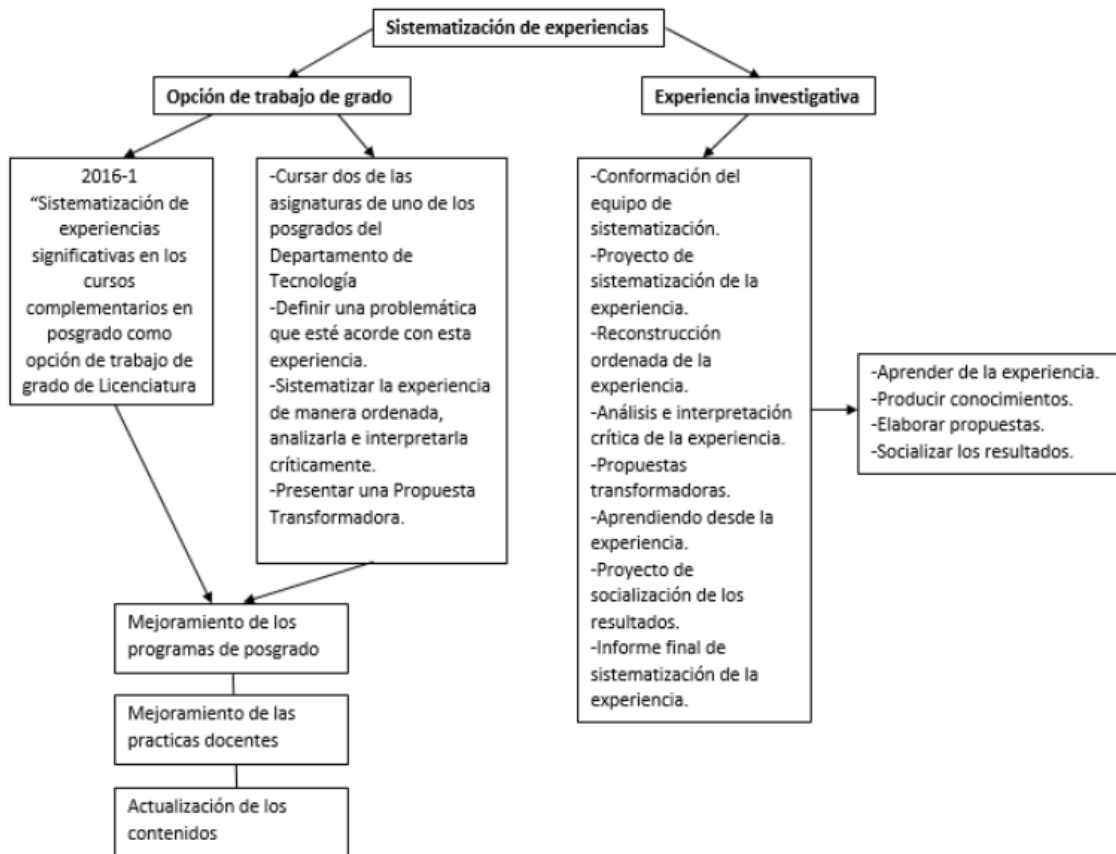 Sistematización de experiencias
Opción de trabajo de grado
Experiencia investigativa
2016-1
“Sistematización de
experiencias
significativas en los
cursos
complementarios en
posgrado como
opción de trabajo de
grado de Licenciatura
-Cursar dos de las
asignaturas de uno de los
posgrados del
Departamento de
Tecnología
-Definir una problemática
que esté acorde con esta
experiencia.
-Sistematizar la experiencia
de manera ordenada,
analizarla e interpretarla
críticamente.
-Presentar una Propuesta
Transformadora.
-Conformación del
equipo de
sistematización.
-Proyecto de
sistematización de la
experiencia.
-Reconstrucción
ordenada de la
experiencia.
-Análisis e interpretación
crítica de la experiencia.
-Propuestas
transformadoras.
-Aprendiendo desde la
experiencia.
-Proyecto de
socialización de los
resultados.
-Informe final de
sistematización de la
experiencia.
-Aprender de la experiencia.
-Producir conocimientos.
-Elaborar propuestas.
-Socializar los resultados.
Mejoramiento de los
programas de posgrado
Mejoramiento de las
practicas docentes
Actualización de los
contenidos